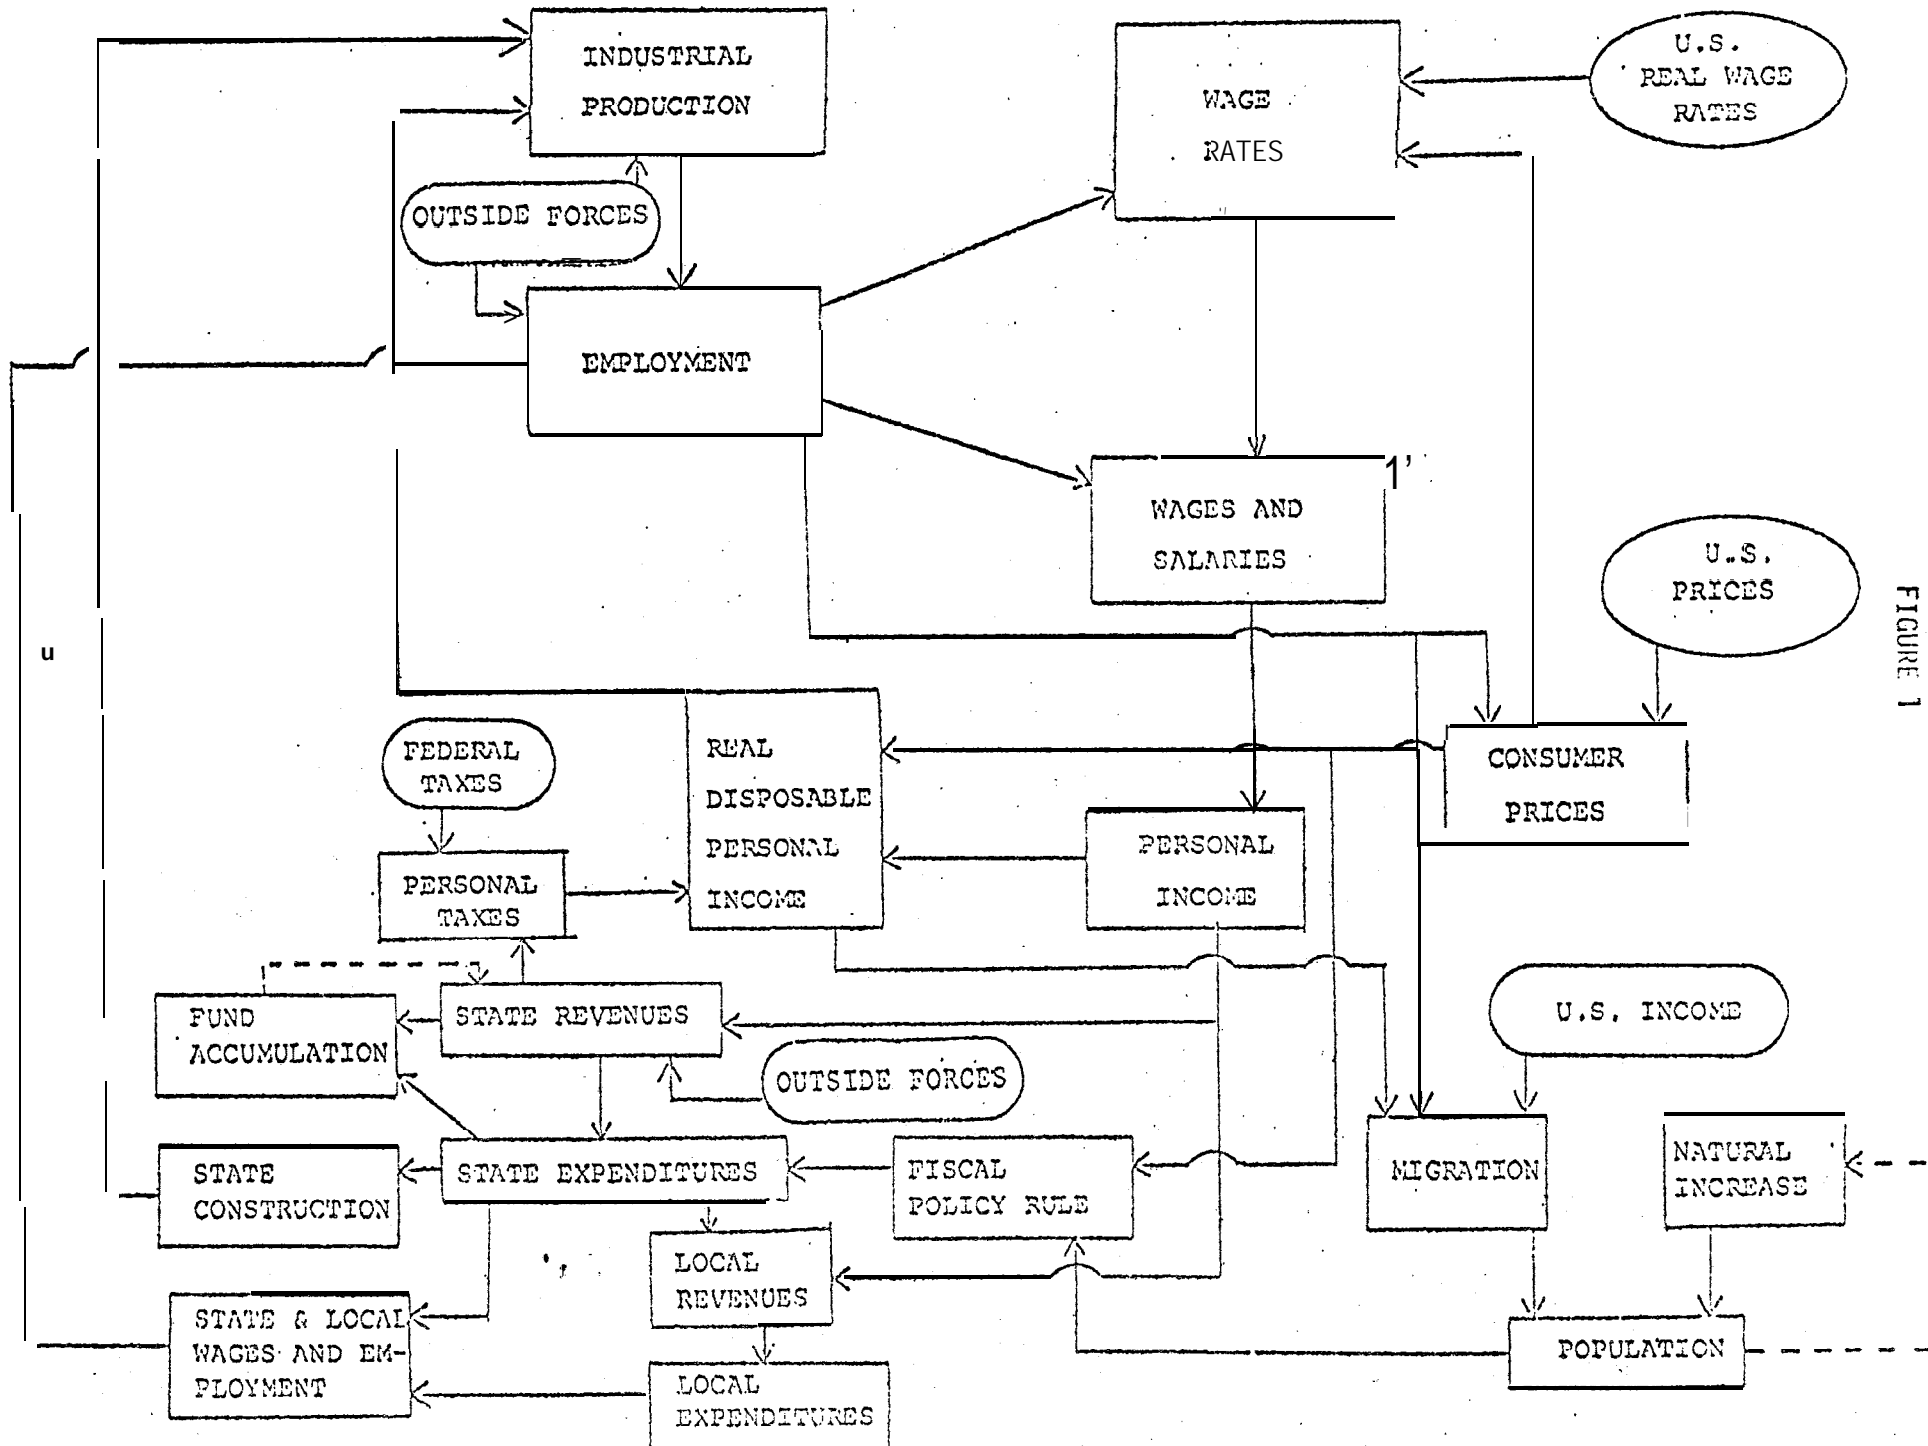 INDUSTRIAL
PRODUCTION
WAGE
RATES
U.S.
REAL WAGE
RATES
OUTSIDE FORCES
EMPLOYMENT
1’
WAGES AND
SALARIES
U.S.
PRICES
FIGURE 1
u
REAL
DISPOSABLE
PERSONAL
INCOME
FEDERAL
TAXES
CONSUMER
PRICES
PERSONAL
INCOME
PERSONAL
TAXES
FUND
ACCUMULATION
STATE REVENUES
U.S. INCOME
OUTSIDE FORCES
STATE
CONSTRUCTION
STATE EXPENDITURES
FISCAL
POLICY RULE
MIGRATION
NATURAL
INCREASE
LOCAL
REVENUES
STATE & LOCAL
WAGES AND EM-
PLOYMENT
POPULATION
LOCAL
EXPENDITURES